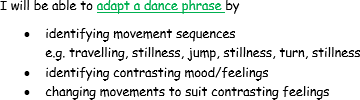 I will be able to adapt a dance phrase by
• identifying movement sequences
e.g. travelling, stillness, jump, stillness, turn, stillness
• identifying contrasting mood/feelings
• changing movements to suit contrasting feelings